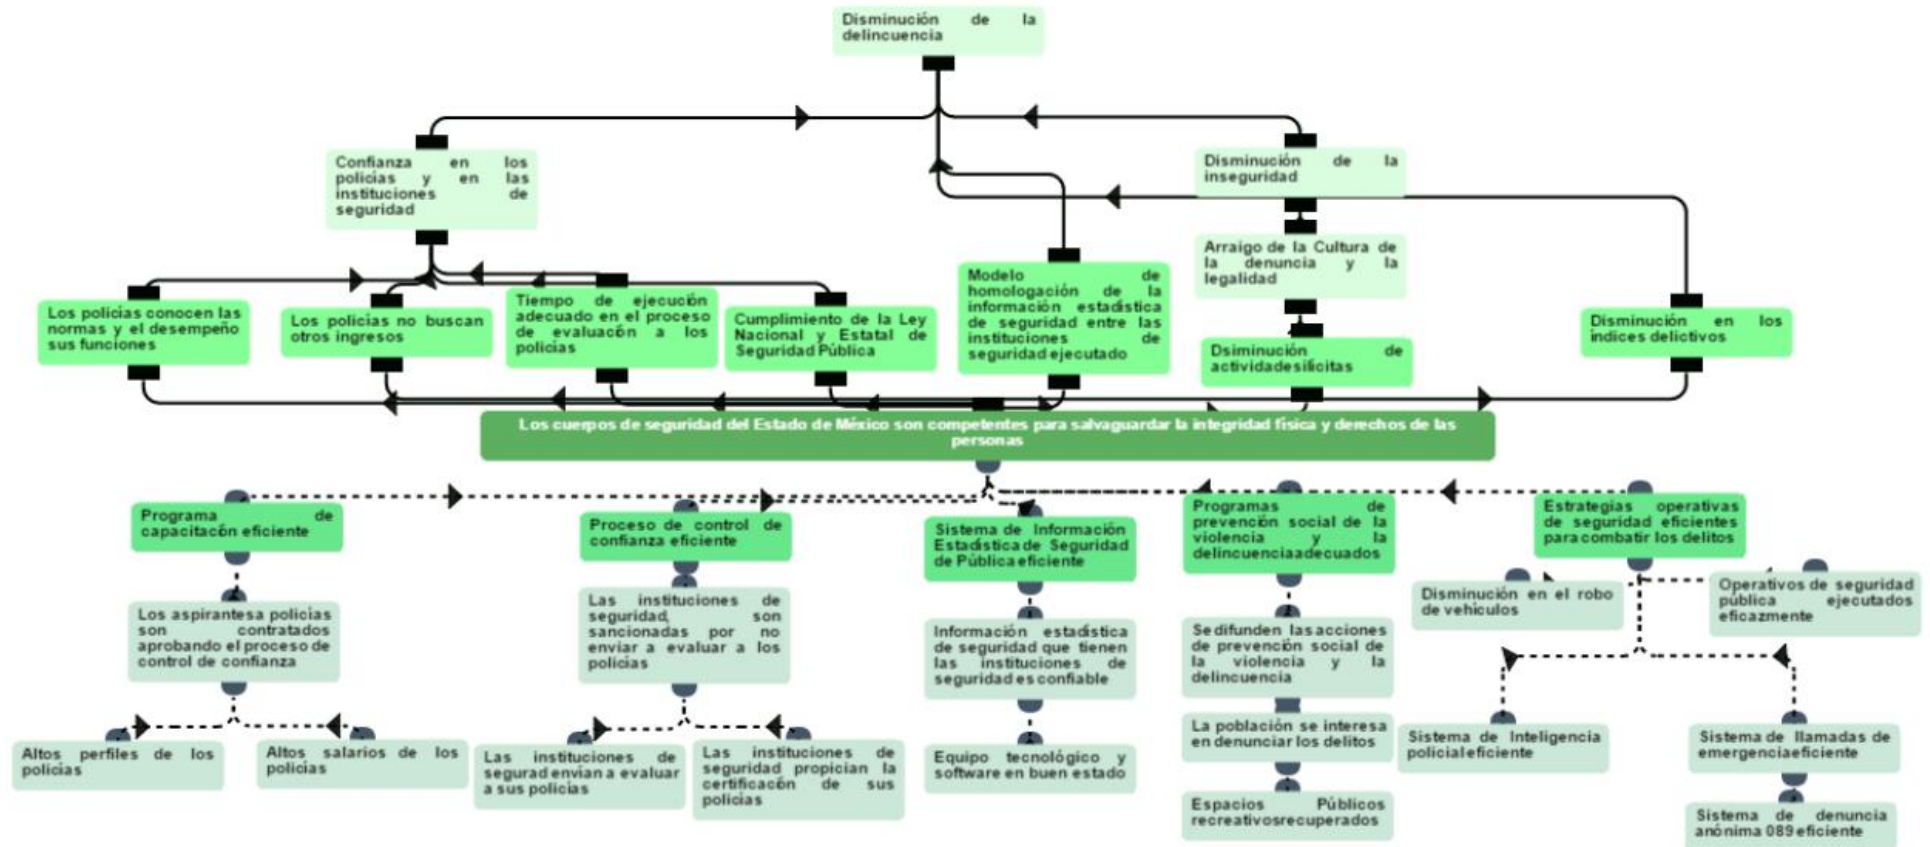 Disminución de la
delincuencia
Confianza en los
policías y en las
instituciones de
seguridad
Disminución de la
inseguridad
Arraigo de la Cultura de
la denuncia y la
legalidad
Los policías conocen las
normas y el desempeño
sus funciones
Los policías no buscan
otros ingresos
Tiempo de ejecución
adecuado en el proceso
de evaluación a los
policías
Cumplimiento de la Ley
Nacional y Estatal de
Seguridad Pública
Modelo de
homologación de la
información estadística
de seguridad entre las
instituciones de
seguridad ejecutado
Dsiminución de
actividadesilícitas
Disminución en los
índices delictivos
Los cuerpos de seguridad del Estado de México son competentes para salvaguardar la integridad física y derechos de las
personas
Programa de
capacitación eficiente
Proceso de control de
confianza eficiente
Sistema de Información
Estadística de Seguridad
de Pública eficiente
Programas de
prevención social de la
violencia y la
delincuenciaadecuados
Estrategias operativas
de seguridad eficientes
para combatir los delitos
Los aspirantesa policías
son contratados
aprobando el proceso de
control de confianza
Las instituciones de
seguridad, son
sancionadas por no
enviar a evaluar a los
policías
Información estadística
de seguridad que tienen
las instituciones de
seguridad es confiable
Sedifunden lasacciones
de prevención social de
la violencia y la
delincuencia
Disminución en el robo
de vehículos
Operativos de seguridad
pública ejecutados
eficazmente
Altos perfiles de los
policías
Altos salarios de los
policías
Las instituciones de
segurad envían a evaluar
a sus policías
Las instituciones de
seguridad propician la
certificación de sus
policías
Equipo tecnológico y
software en buen estado
La población se interesa
en denunciar los delitos
Espacios Públicos
recreativosrecuperados
Sistema de Inteligencia
policial eficiente
Sistema de llamadas de
emergenciaeficiente
Sistema de denuncia
anónima 089 eficiente